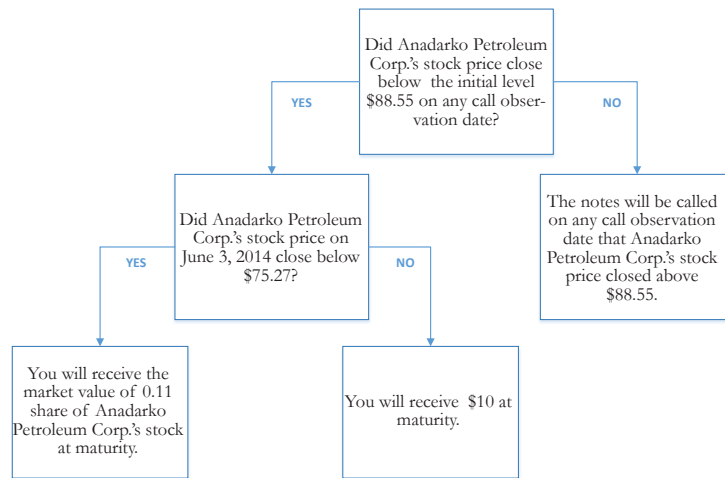 Did Anadarko Petroleum
Corp.'s stock price close
below the initial level
$88.55 on any call obser-
vation date?
YES
NO
Did Anadarko Petroleum
Corp.'s stock price on
June 3, 2014 close below
$75.27?
The notes will be called
on any call observation
date that Anadarko
Petroleum Corp.'s stock
price closed above
$88.55.
YES
NO
You will receive the
market value of 0.11
share of Anadarko
Petroleum Corp.'s stock
at maturity.
You will receive $10 at
maturity.